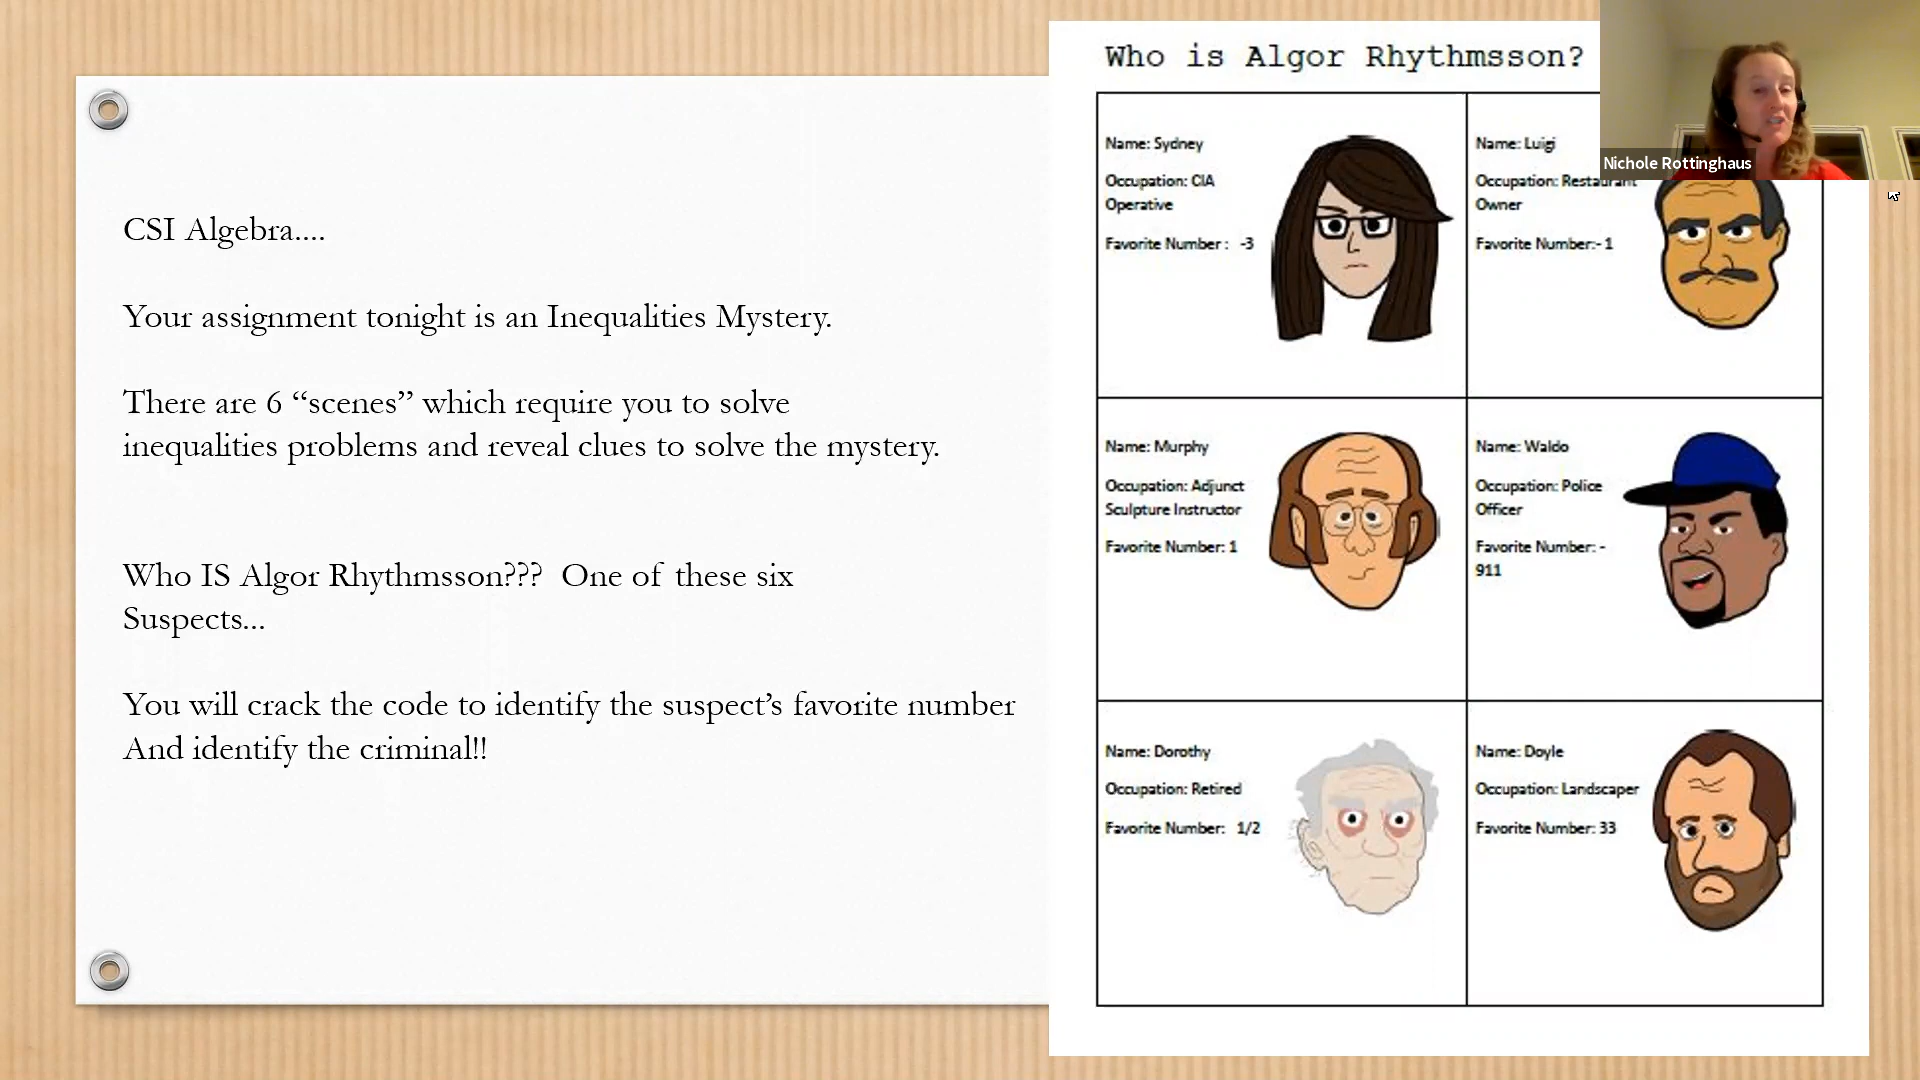 CSI Algebra....
Your assignment tonight is an Inequalities Mystery.
There are 6 “scenes” which require you to solve
inequalities problems and reveal clues to solve the mystery.
Who IS Algor Rhythmsson??? One of these six
Suspects...
You will crack the code to identify the suspect’s favorite number
And identify the criminal!!
Who is Algor Rhythmsson?
Name: Sydney
Occupation: CIA
Operative
Favorite Number : -3
Name: Luigi
Occupation: Restaurant
Owner
Favorite Number:- 1
Name: Murphy
Occupation: Adjunct
Sculpture Instructor
Favorite Number: 1
Name: Waldo
Occupation: Police
Officer
Favorite Number: -
911
Name: Dorothy
Occupation: Retired
Favorite Number: 1/2
Name: Doyle
Occupation: Landscaper
Favorite Number: 33
Nichole Rottinghaus